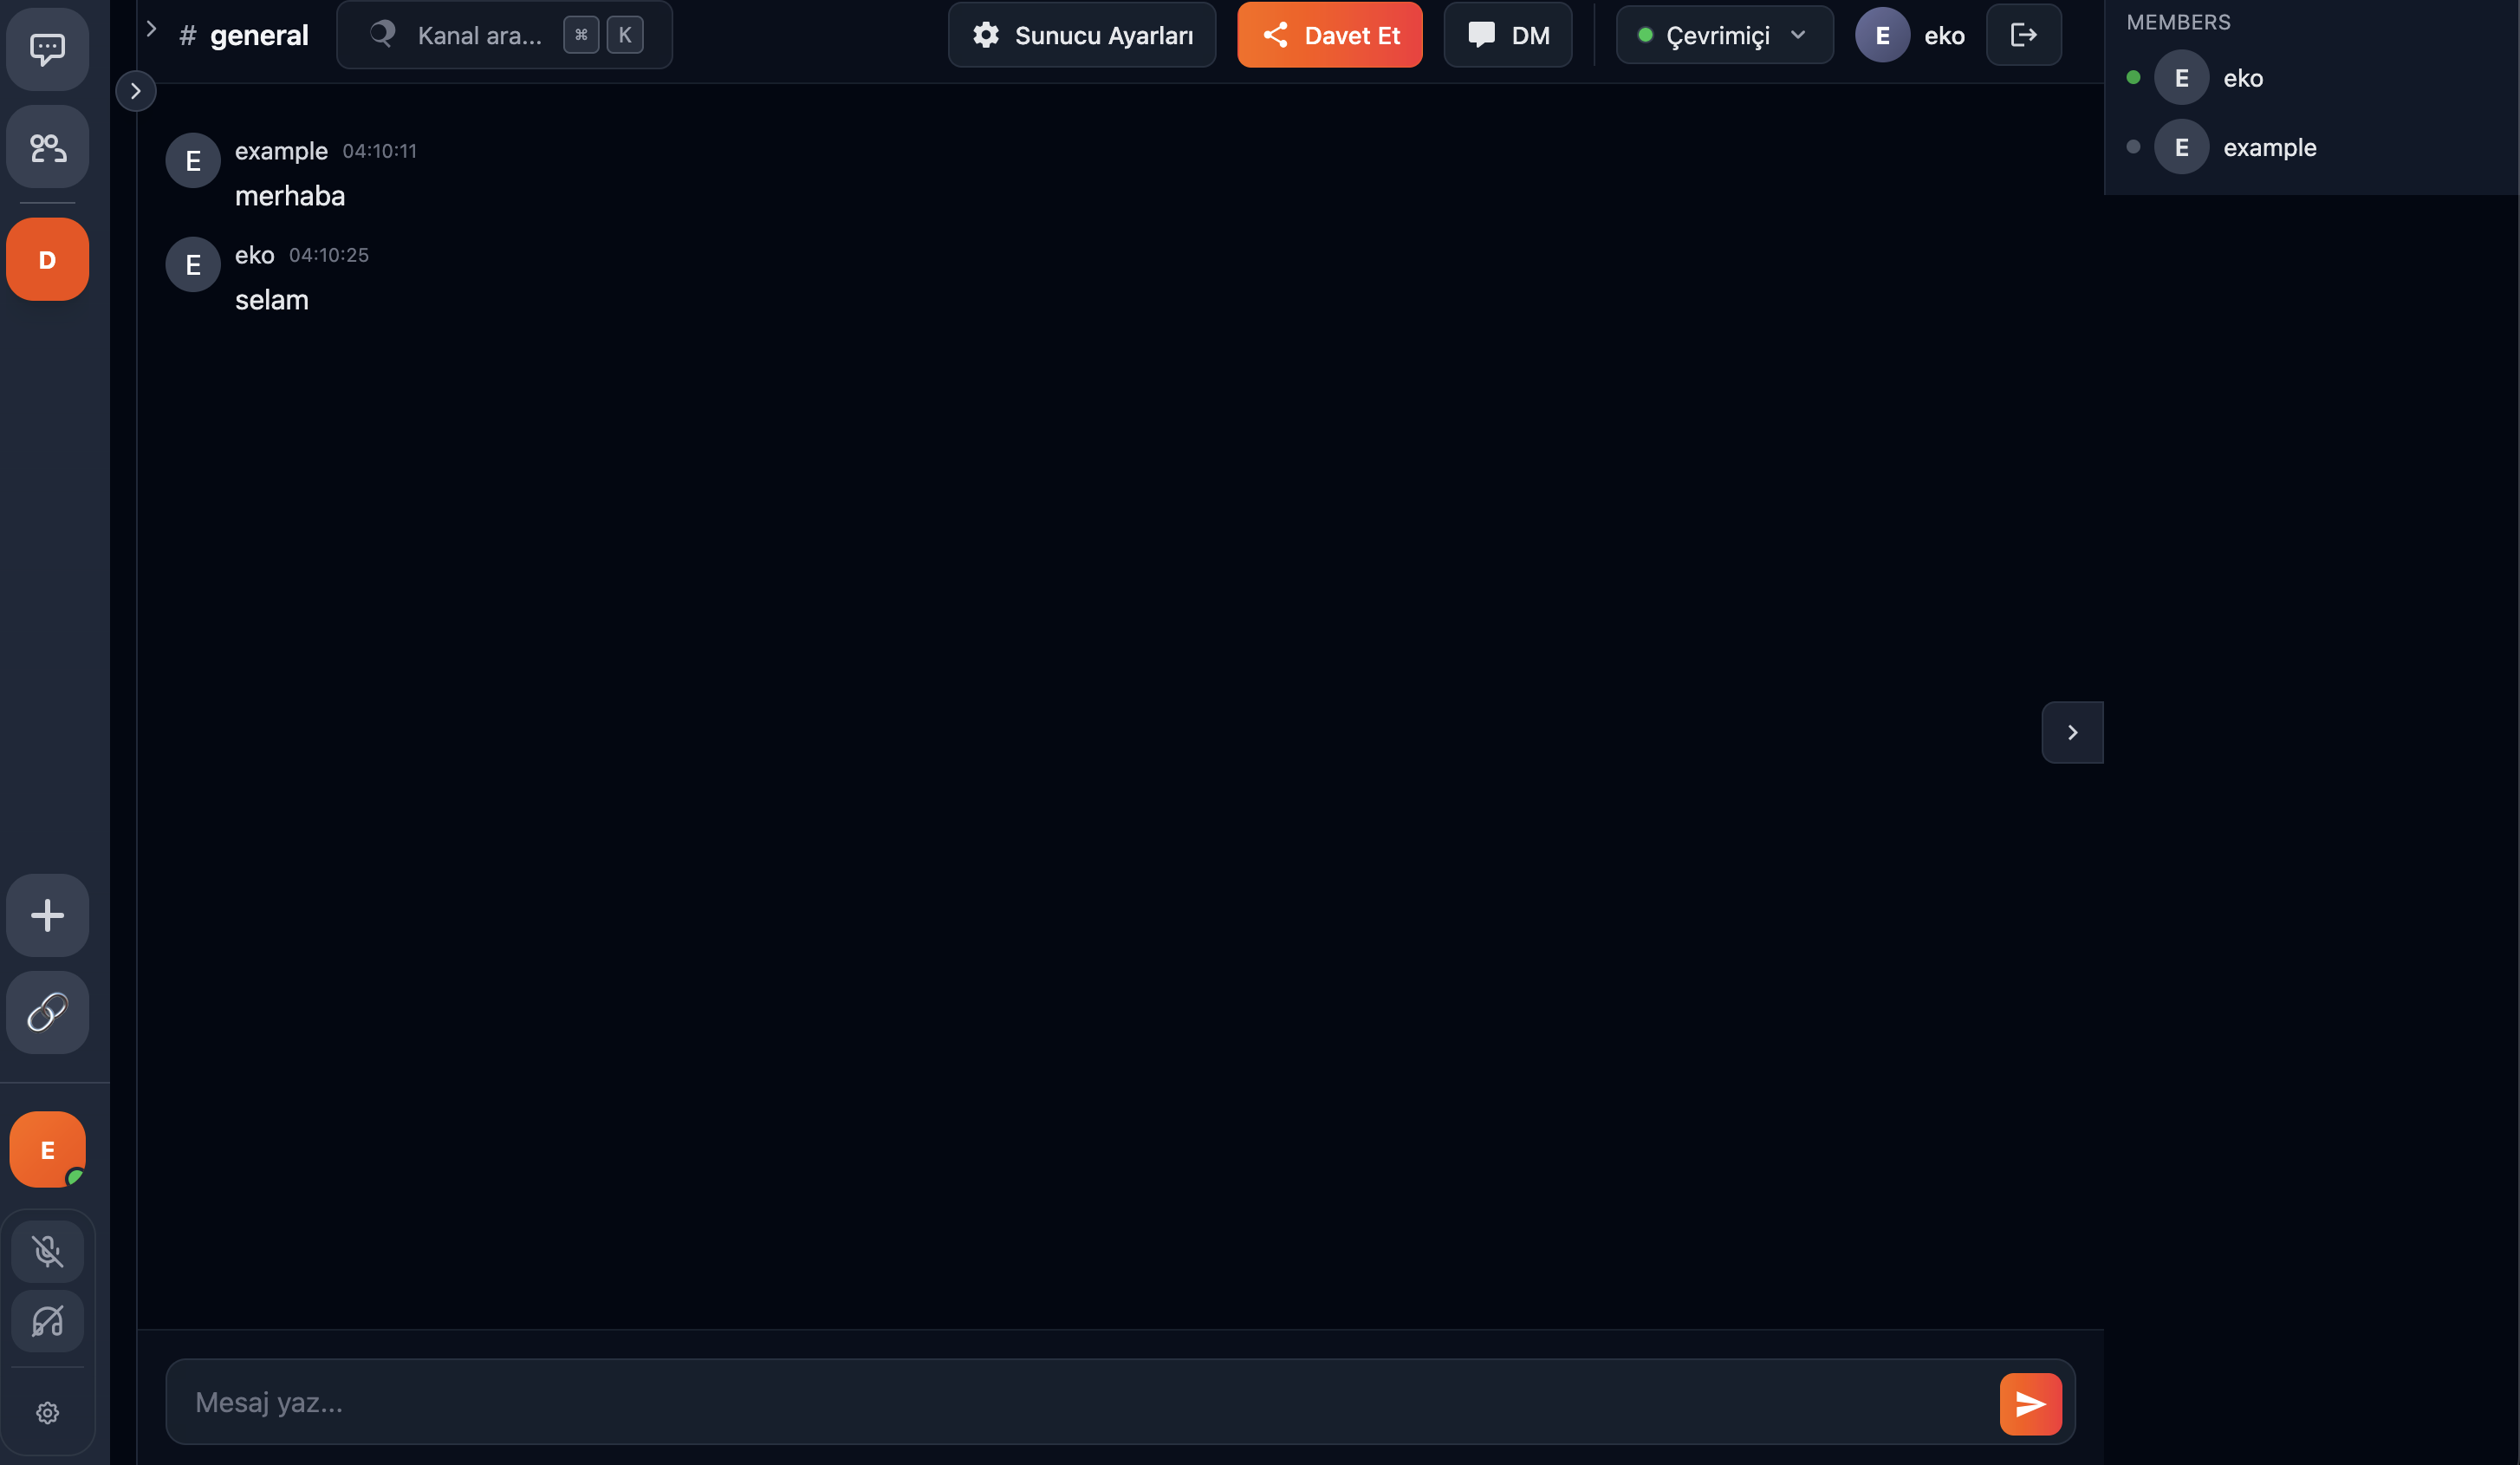 # general
Kanal ara...
⌘ K
Sunucu Ayarları
Davet Et
DM
Çevrimiçi
E
eko
MEMBERS
E eko
E example
D
E example 04:10:11
merhaba
E eko 04:10:25
selam
E
Mesaj yaz...